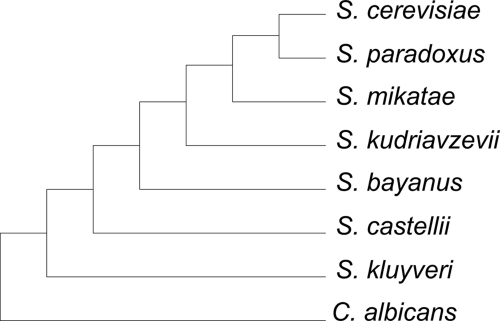 S. cerevisiae
S. paradoxus
S. mikatae
S. kudriavzevii
S. bayanus
S. castellii
S. kluyveri
C. albicans